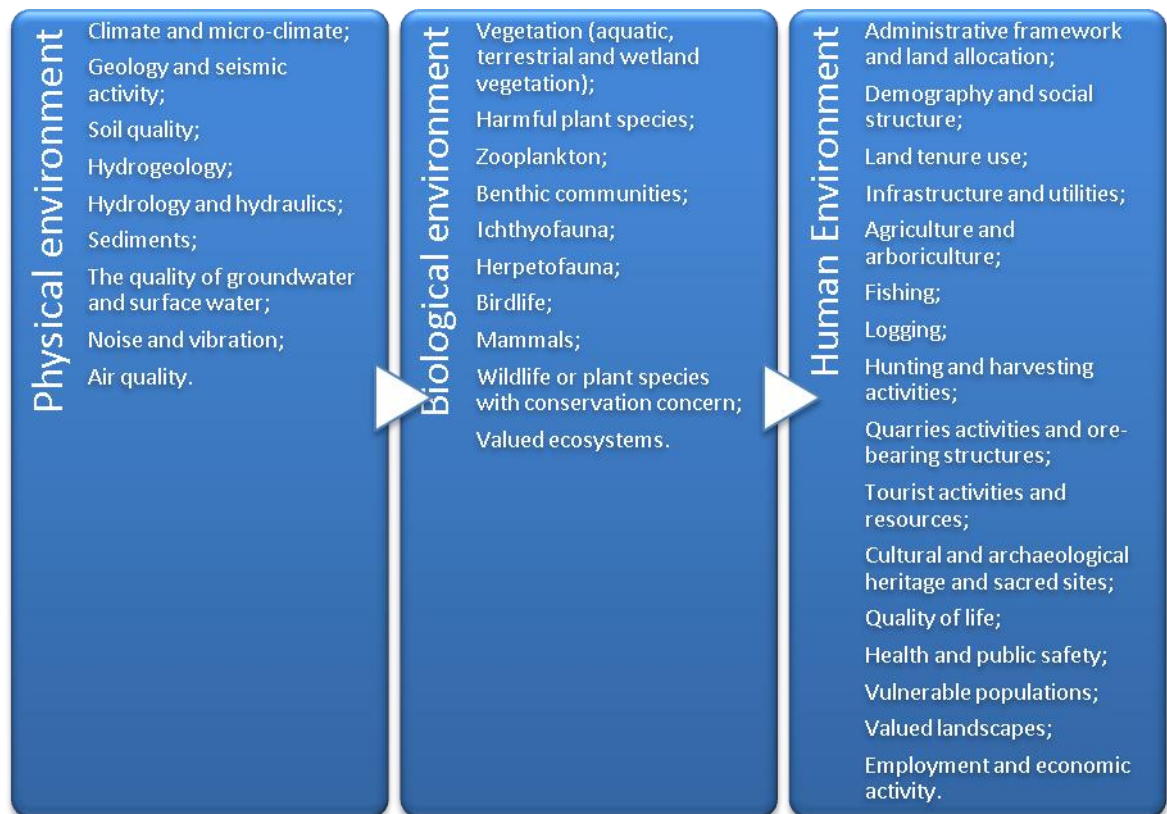 Physical environment
Climate and micro-climate;
Geology and seismic
activity;
Soil quality;
Hydrogeology;
Hydrology and hydraulics;
Sediments;
The quality of groundwater
and surface water;
Noise and vibration;
Air quality.
Biological environment
Vegetation (aquatic,
terrestrial and wetland
vegetation);
Harmful plant species;
Zooplankton;
Benthic communities;
Ichthyofauna;
Herpetofauna;
Birdlife;
Mammals;
Wildlife or plant species
with conservation concern;
Valued ecosystems.
Human Environment
Administrative framework
and land allocation;
Demography and social
structure;
Land tenure use;
Infrastructure and utilities;
Agriculture and
arboriculture;
Fishing;
Logging;
Hunting and harvesting
activities;
Quarries activities and ore-
bearing structures;
Tourist activities and
resources;
Cultural and archaeological
heritage and sacred sites;
Quality of life;
Health and public safety;
Vulnerable populations;
Valued landscapes;
Employment and economic
activity.